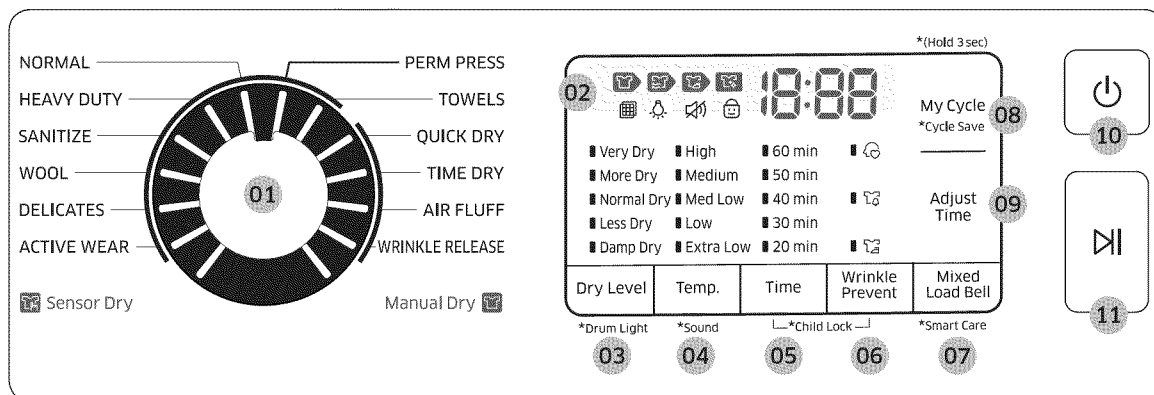 NORMAL
HEAVY DUTY
SANITIZE
WOOL
DELICATES
ACTIVE WEAR
PERM PRESS
TOWELS
QUICK DRY
TIME DRY
AIR FLUFF
WRINKLE RELEASE
01
Sensor Dry
Manual Dry
*(Hold 3 sec)
02
18:88
My Cycle
*Cycle Save
08
Adjust
Time
09
Very Dry High 60 min
More Dry Medium 50 min
Normal Dry Med Low 40 min
Less Dry Low 30 min
Damp Dry Extra Low 20 min
Dry Level
Temp.
Time
Wrinkle
Prevent
Mixed
Load Bell
*Drum Light
*Sound
*Child Lock
*Smart Care
03
04
05
06
07
10
11